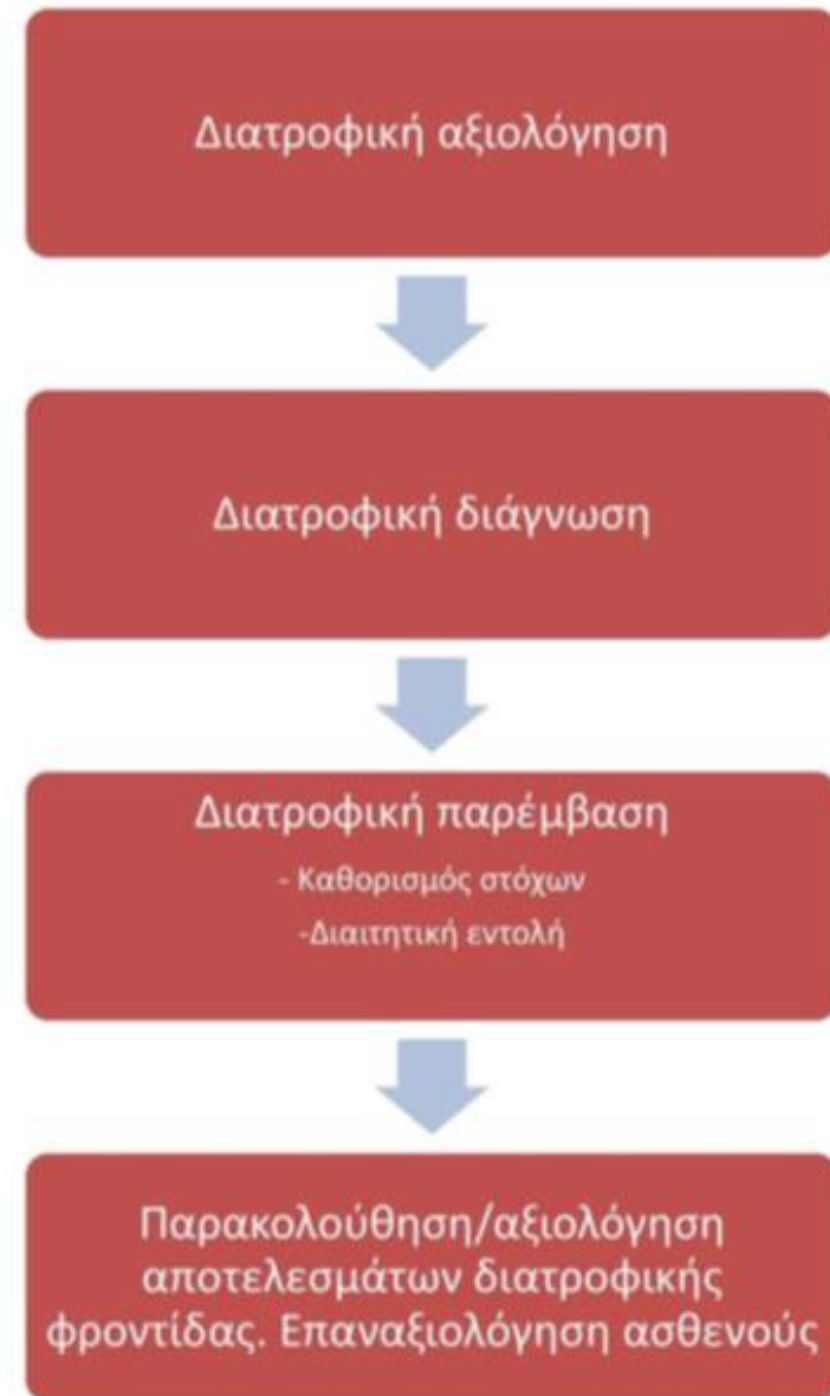 Διατροφική αξιολόγηση
Διατροφική διάγνωση
Διατροφική παρέμβαση
- Καθορισμός στόχων
-Διαιτητική εντολή
Παρακολούθηση/αξιολόγηση
αποτελεσμάτων διατροφικής
φροντίδας. Επαναξιολόγηση ασθενούς